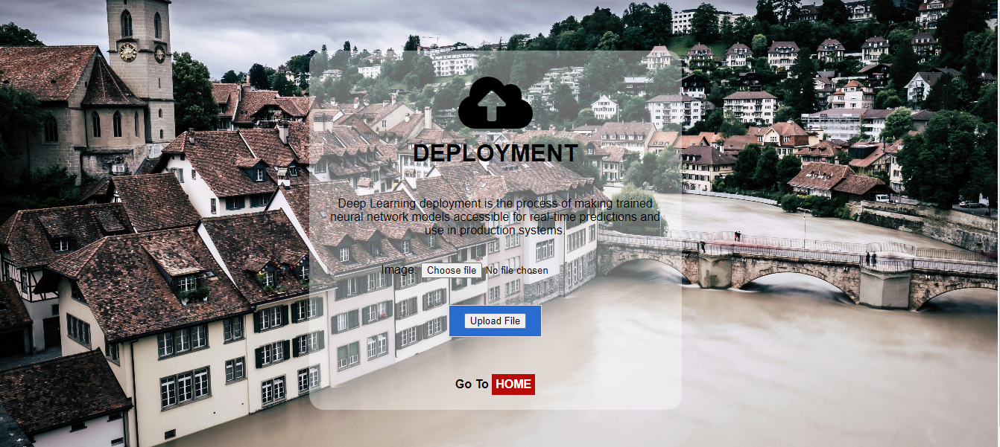 DEPLOYMENT
Deep Learning deployment is the process of making trained
neural network models accessible for real-time predictions and
use in production systems.
Image: Choose file No file chosen
Upload File
Go To HOME